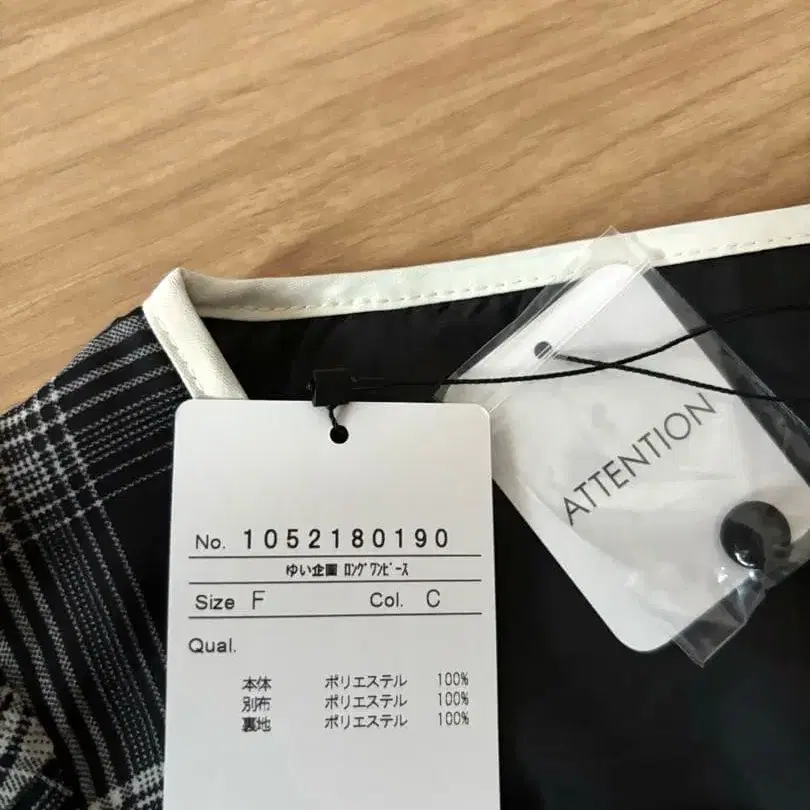 No. 1052180190
ゆい企画 ﾛﾝｸﾞﾜﾝﾋﾟｰｽ
Size F Col. C
Qual.
本体 ポリエステル 100%
別布 ポリエステル 100%
裏地 ポリエステル 100%
ATTENTION